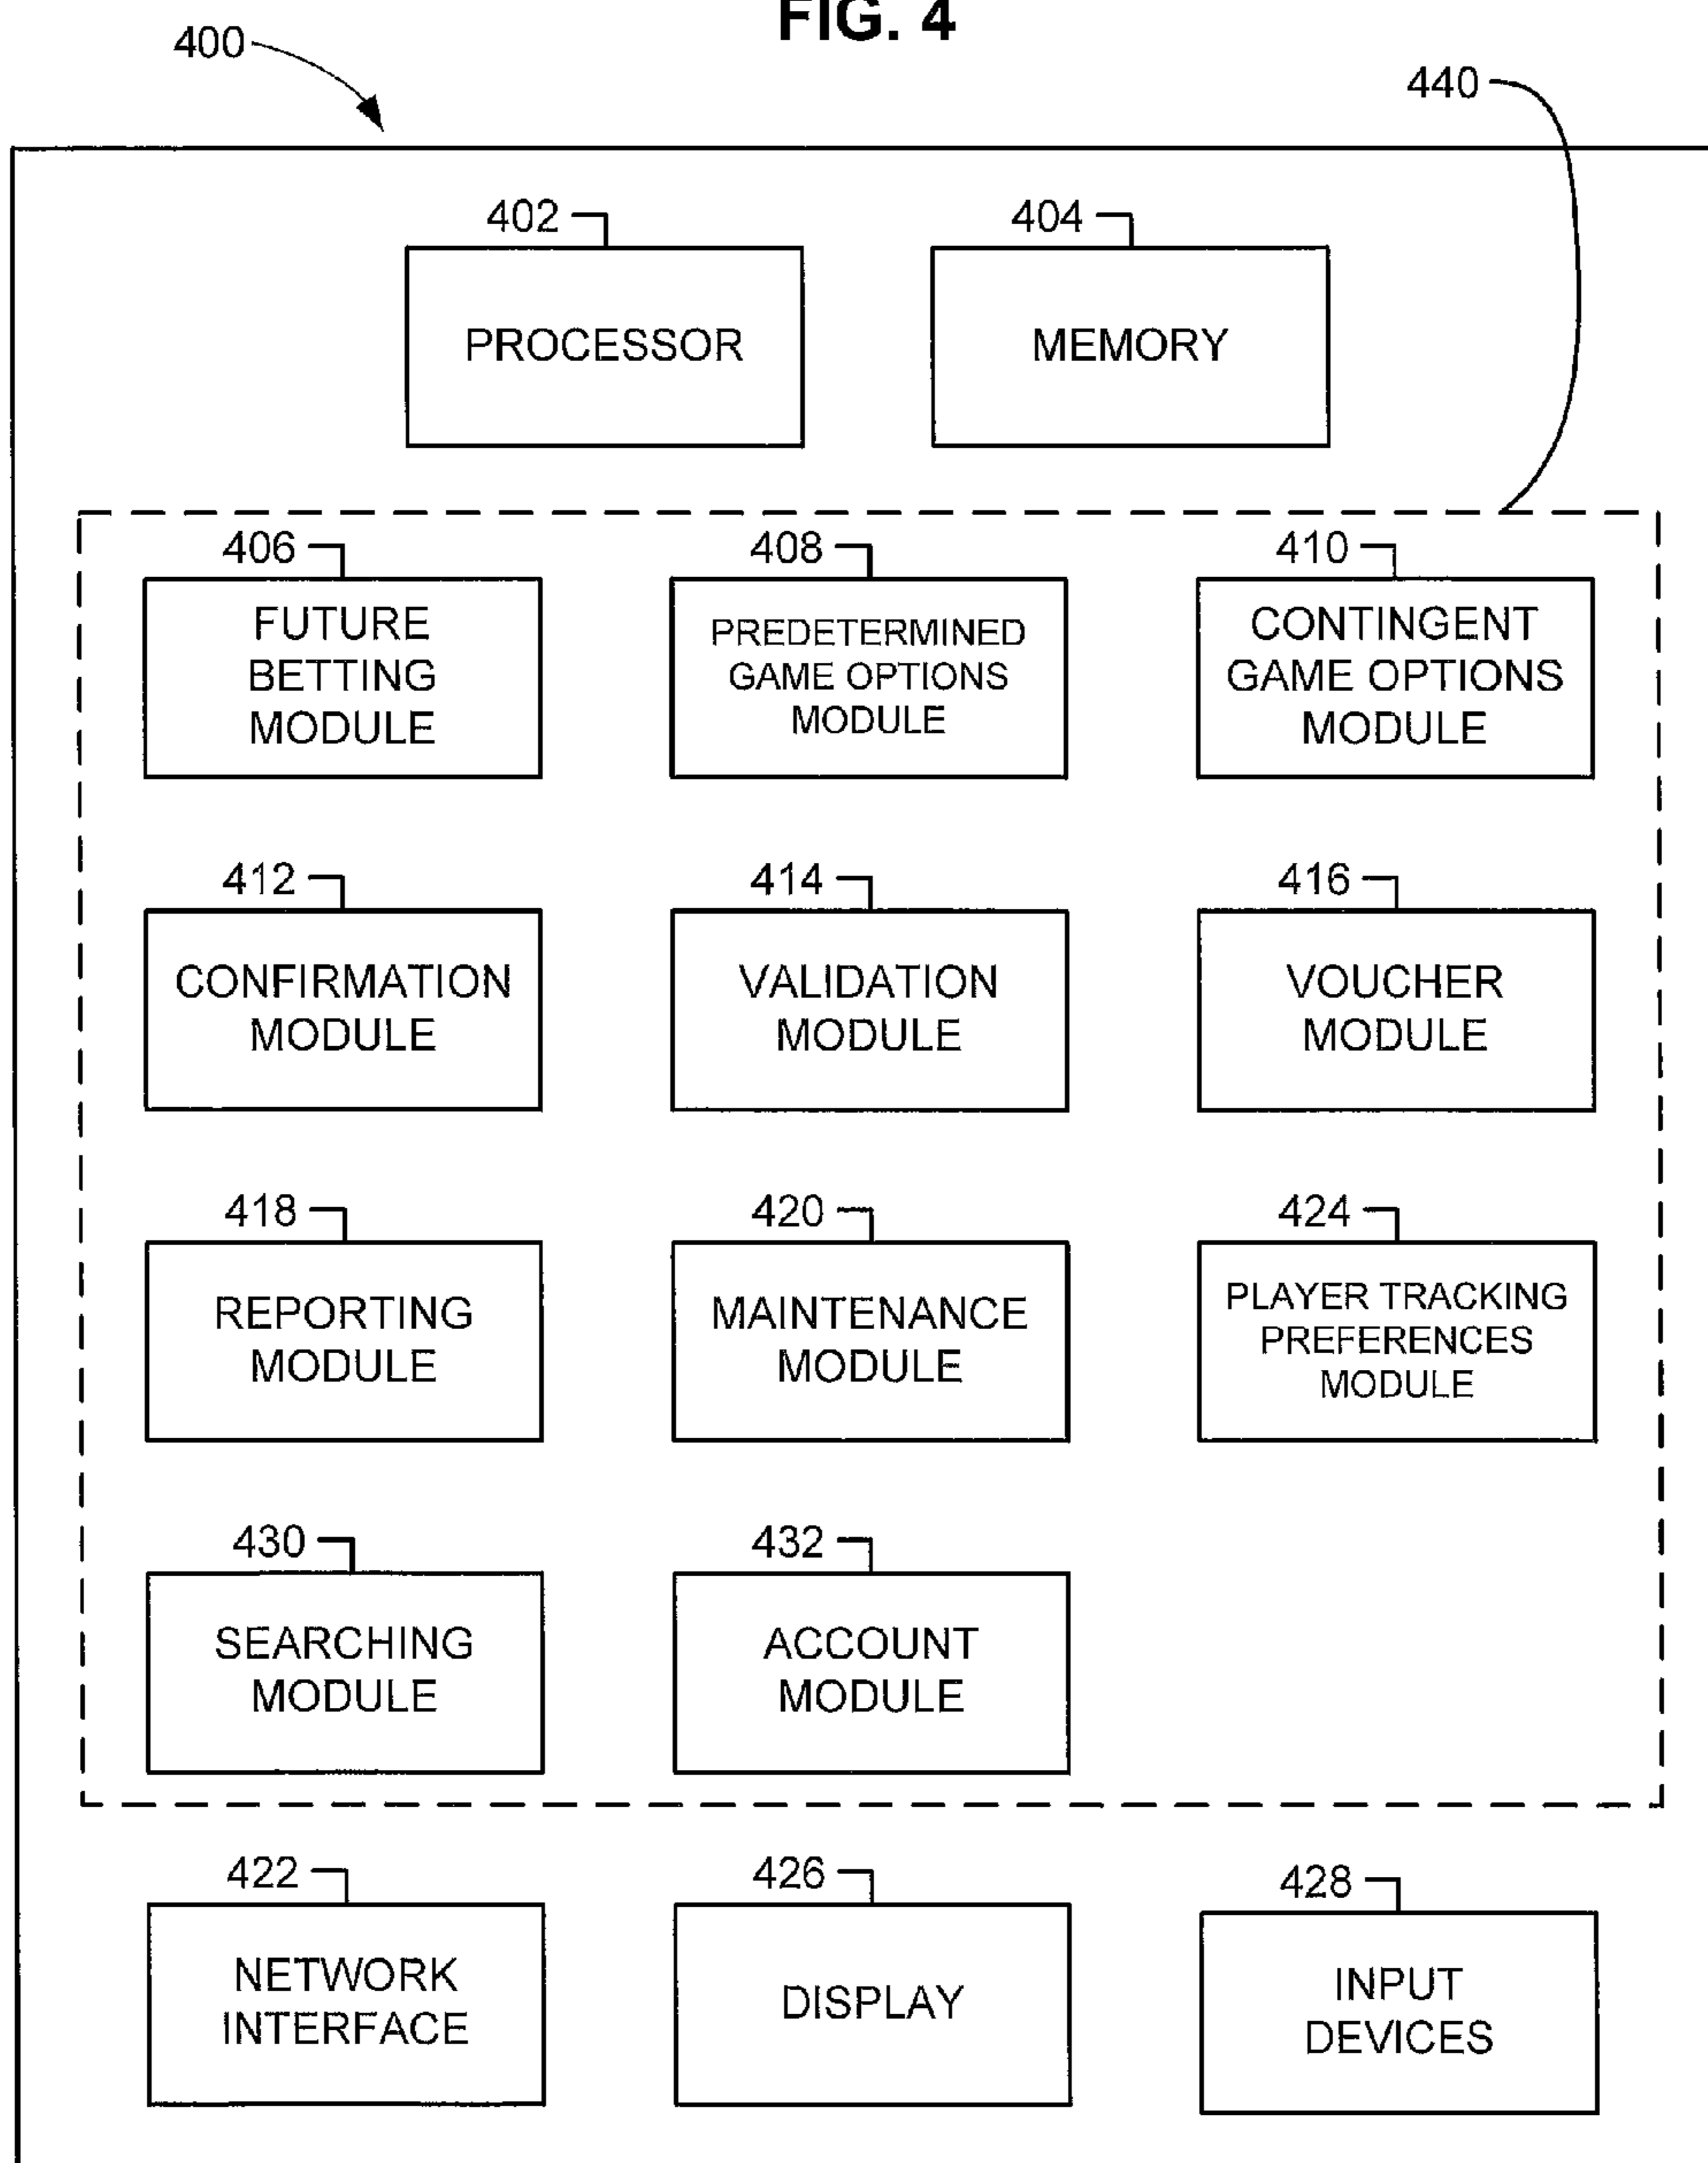 FIG. 4
400
440
402
404
PROCESSOR
MEMORY
406
408
410
FUTURE
BETTING
MODULE
PREDETERMINED
GAME OPTIONS
MODULE
CONTINGENT
GAME OPTIONS
MODULE
412
414
416
CONFIRMATION
MODULE
VALIDATION
MODULE
VOUCHER
MODULE
418
420
424
REPORTING
MODULE
MAINTENANCE
MODULE
PLAYER TRACKING
PREFERENCES
MODULE
430
432
SEARCHING
MODULE
ACCOUNT
MODULE
422
426
428
NETWORK
INTERFACE
DISPLAY
INPUT
DEVICES